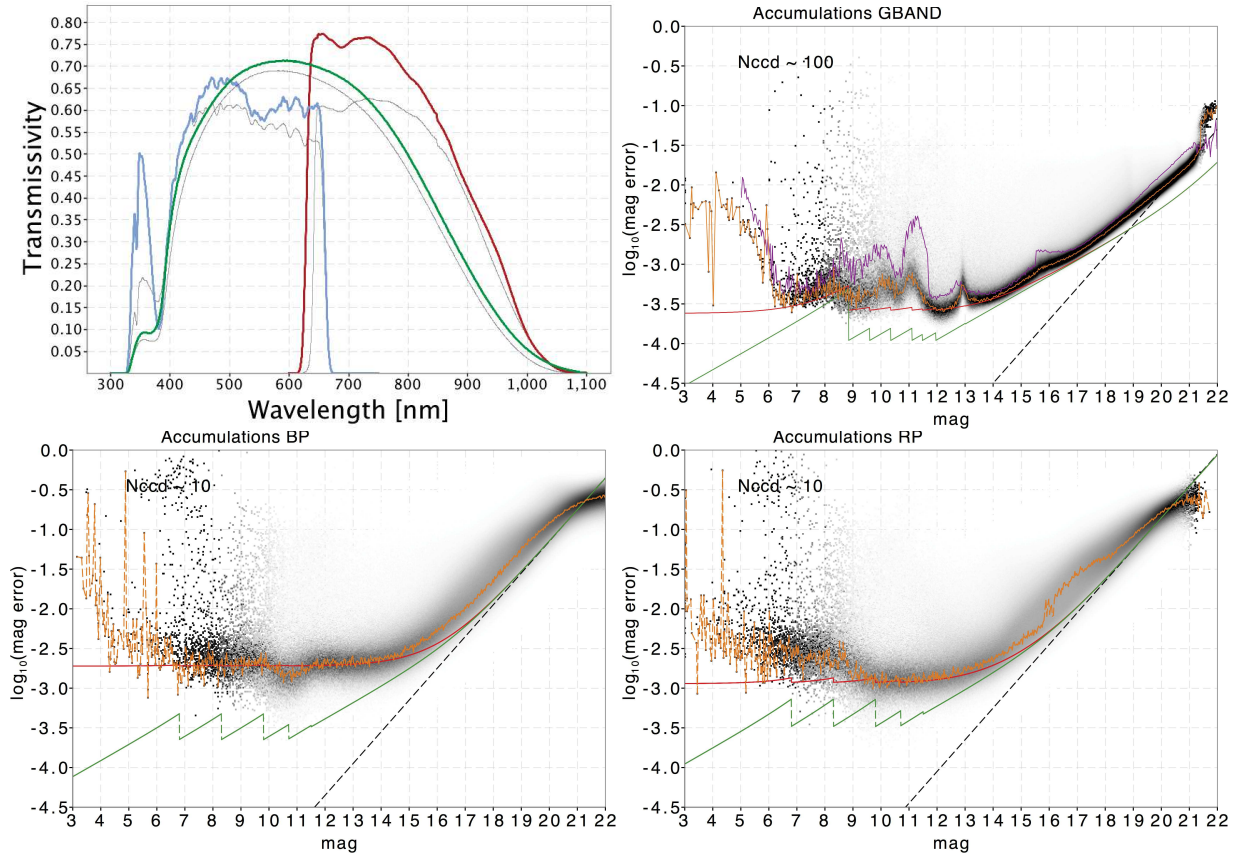 0.80
0.75
0.70
0.65
0.60
0.55
0.50
0.45
0.40
0.35
0.30
0.25
0.20
0.15
0.10
0.05
Transmissivity
300 400 500 600 700 800 900 1,000 1,100
Wavelength [nm]
Accumulations GBAND
Nccd ~ 100
0.0
-0.5
-1.0
-1.5
-2.0
-2.5
-3.0
-3.5
-4.0
-4.5
log10(mag error)
3 4 5 6 7 8 9 10 11 12 13 14 15 16 17 18 19 20 21 22
mag
Accumulations BP
Nccd ~ 10
0.0
-0.5
-1.0
-1.5
-2.0
-2.5
-3.0
-3.5
-4.0
-4.5
log10(mag error)
3 4 5 6 7 8 9 10 11 12 13 14 15 16 17 18 19 20 21 22
mag
Accumulations RP
Nccd ~ 10
0.0
-0.5
-1.0
-1.5
-2.0
-2.5
-3.0
-3.5
-4.0
-4.5
log10(mag error)
3 4 5 6 7 8 9 10 11 12 13 14 15 16 17 18 19 20 21 22
mag